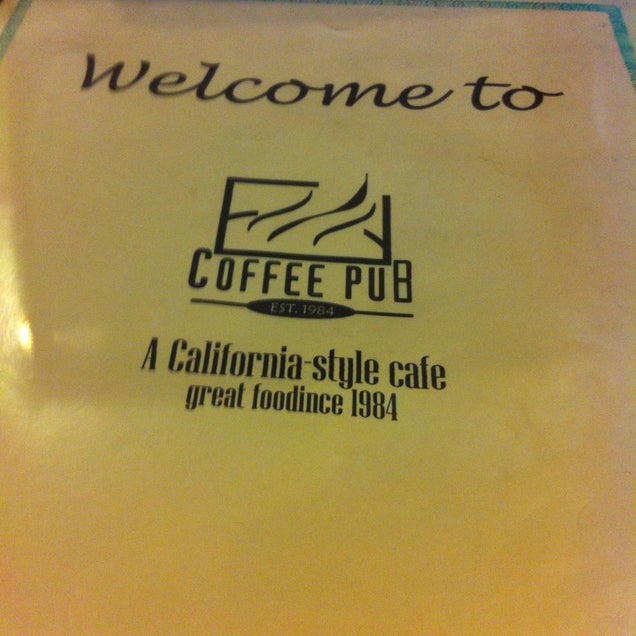 Welcome to
COFFEE PUB
EST. 1984
A California-style cafe
great foodince 1984